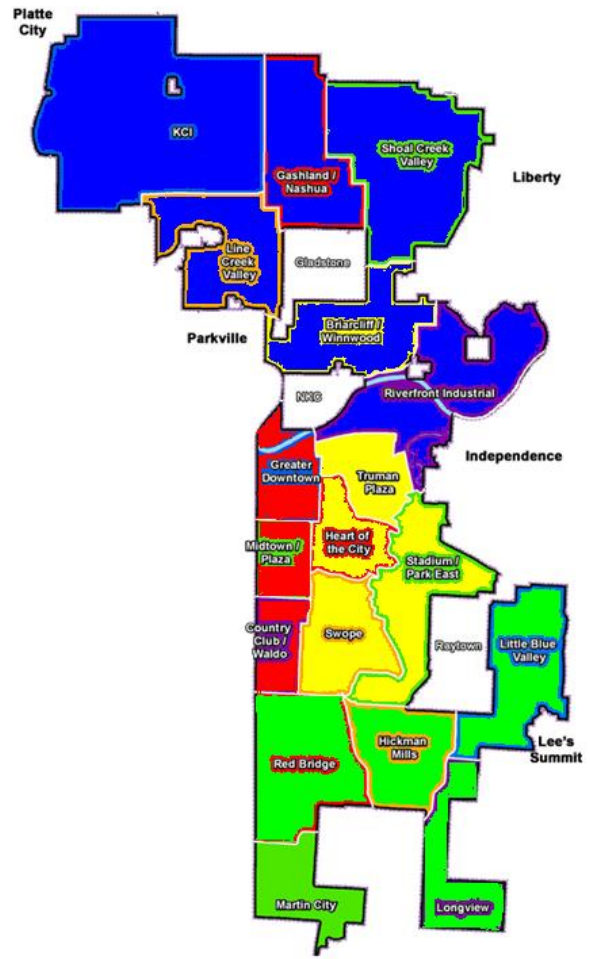 Platte
City
KCI
Gashland /
Nashua
Shoal Creek
Valley
Liberty
Line
Creek
Valley
Gladstone
Parkville
Briarcliff /
Winnwood
NKC
Riverfront Industrial
Independence
Greater
Downtown
Truman
Plaza
Heart of
the City
Midtown /
Plaza
Stadium /
Park East
Country
Club /
Waldo
Swope
Raytown
Little Blue
Valley
Hickman
Mills
Lee's
Summit
Red Bridge
Martin City
Longview